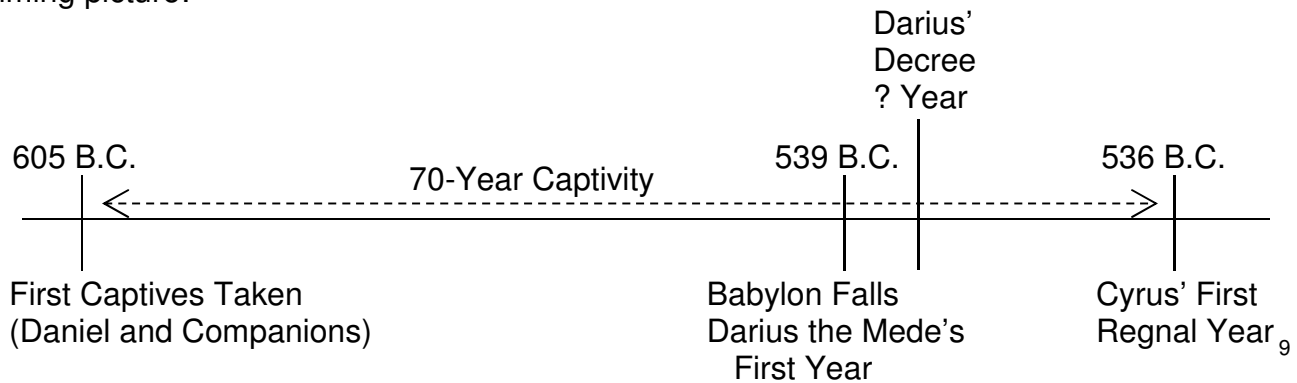 Darius’
Decree
? Year
605 B.C.
70-Year Captivity
539 B.C.
536 B.C.
First Captives Taken
(Daniel and Companions)
Babylon Falls
Darius the Mede’s
First Year
Cyrus’ First
Regnal Year
9